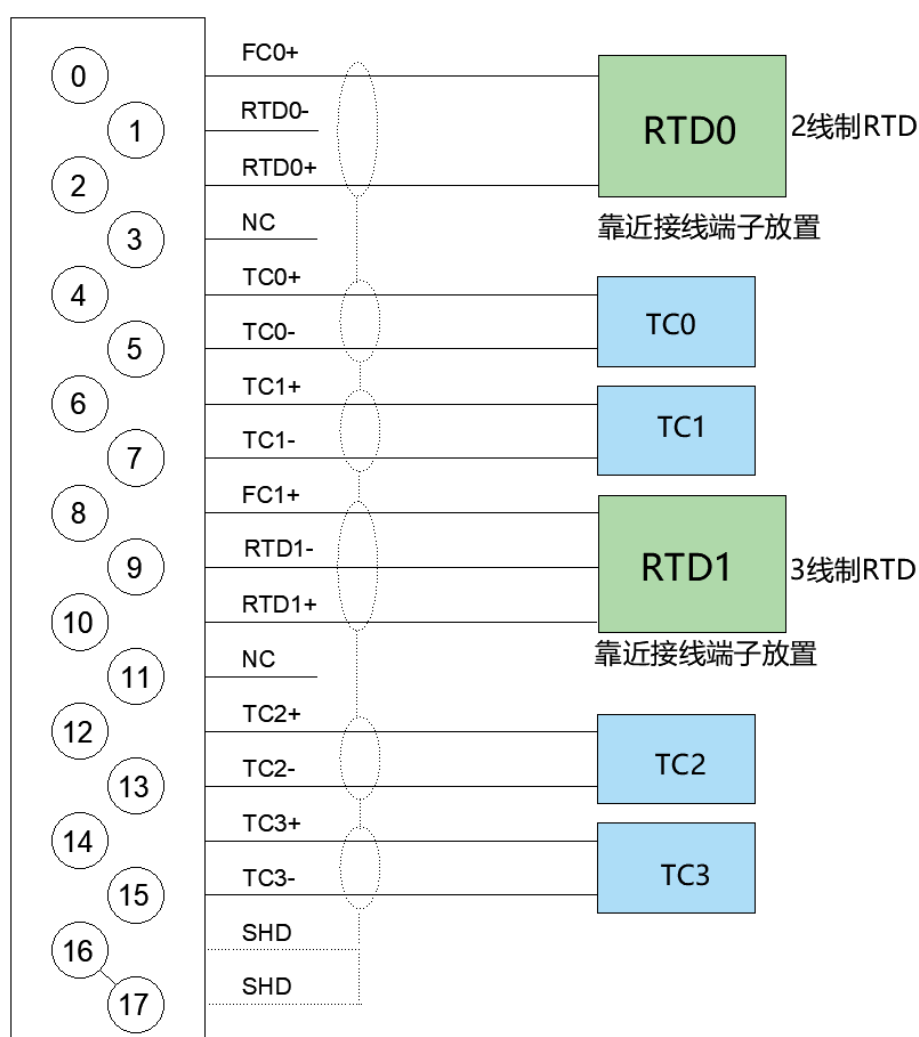 FC0+
0
RTD0-
1
RTD0 2线制RTD
RTD0+
2
NC
3
靠近接线端子放置
TC0+
4
TC0-
5
TC0
TC1+
6
TC1-
7
TC1
FC1+
8
RTD1-
9
RTD1 3线制RTD
RTD1+
10
NC
11
靠近接线端子放置
TC2+
12
TC2-
13
TC2
TC3+
14
TC3-
15
TC3
SHD
16
SHD
17